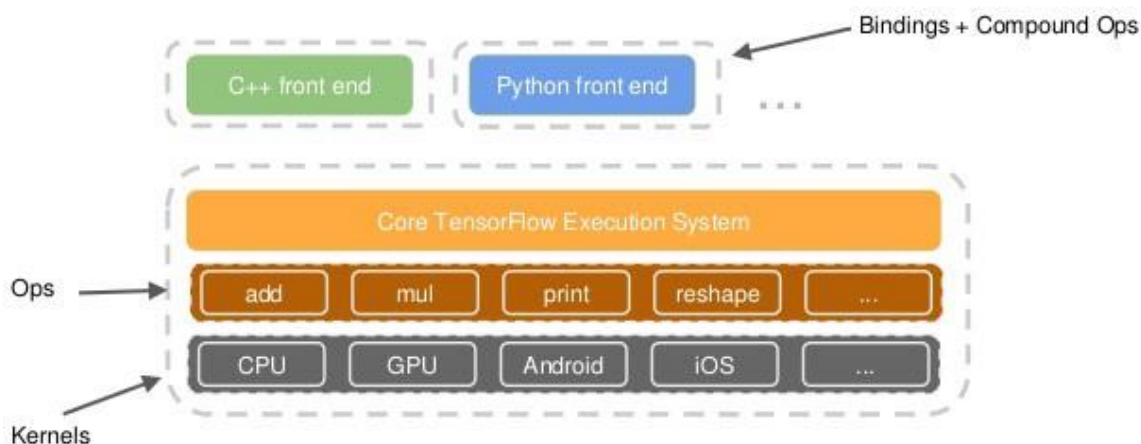 Bindings + Compound Ops
C++ front end
Python front end
...
Core TensorFlow Execution System
Ops
add
mul
print
reshape
...
CPU
GPU
Android
iOS
...
Kernels